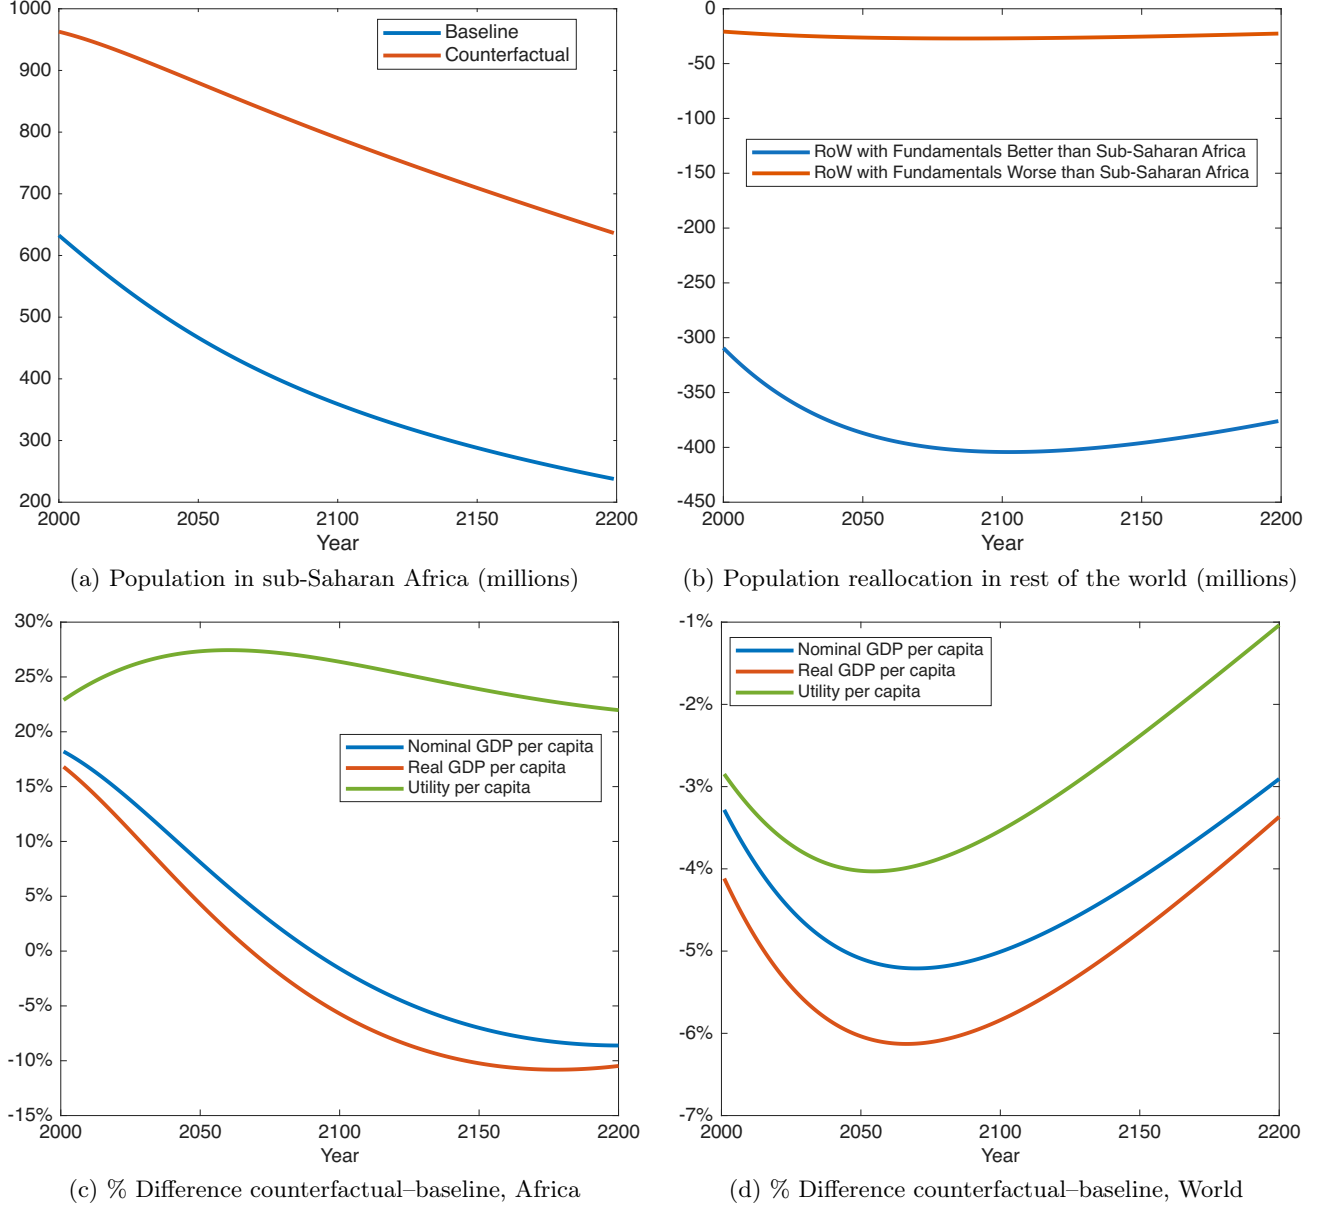 1000
900
800
700
600
500
400
300
200
2000 2050 2100 2150 2200
Year
Baseline
Counterfactual
(a) Population in sub-Saharan Africa (millions)
0
-50
-100
-150
-200
-250
-300
-350
-400
-450
2000 2050 2100 2150 2200
Year
RoW with Fundamentals Better than Sub-Saharan Africa
RoW with Fundamentals Worse than Sub-Saharan Africa
(b) Population reallocation in rest of the world (millions)
30%
25%
20%
15%
10%
5%
0%
-5%
-10%
-15%
2000 2050 2100 2150 2200
Year
Nominal GDP per capita
Real GDP per capita
Utility per capita
(c) % Difference counterfactual–baseline, Africa
-1%
-2%
-3%
-4%
-5%
-6%
-7%
2000 2050 2100 2150 2200
Year
Nominal GDP per capita
Real GDP per capita
Utility per capita
(d) % Difference counterfactual–baseline, World